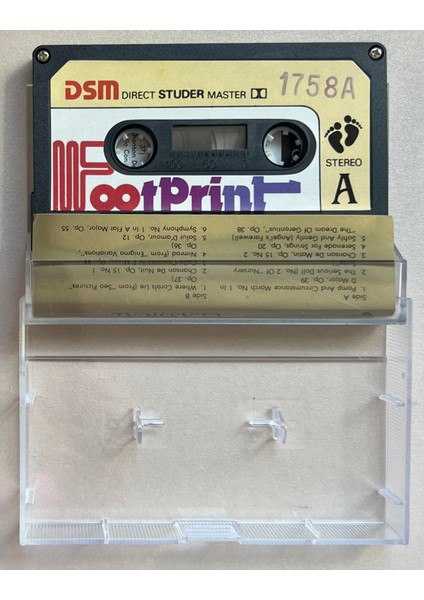 DSM DIRECT STUDER MASTER
1758A
FootPrint
STEREO
A
100 50
Side A
1. Pomp And Circumstance March No. 1 In
D Major, Op. 39
2. The Serious Doll (No. 2 Of "Nursery"
3. Chanson De Matin, Op. 15 No. 2
4. Serenade For Strings, Op. 20
5. Softly And Gently (Angel's Farewell)
"The Dream Of Gerontius", Op. 38
Side B
1. Where Corals Lie (from "Sea Pictures"
Op. 37)
2. Chanson De Nuit, Op. 15 No. 1
Nimrod (From "Enigma Variations",
Op. 36)
5. Salut D'amour, Op. 12
6. Symphony No. 1 In A Flat Major, Op. 55